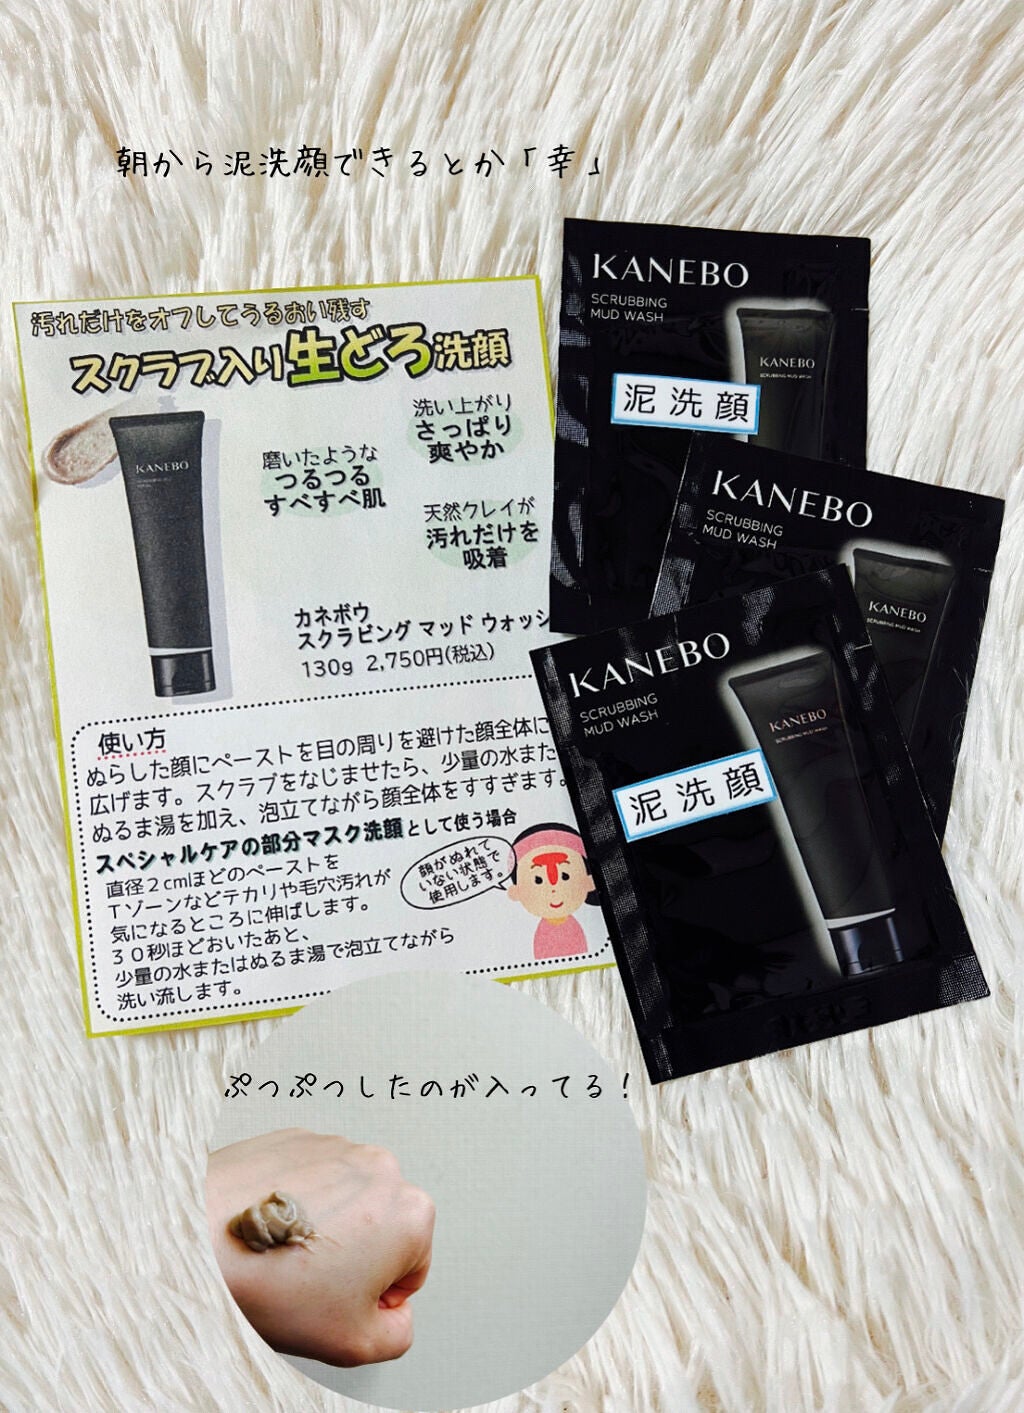 朝から泥洗顔できるとか「幸」
汚れだけをオフしてうるおい残す
スクラブ入り生どろ洗顔
KANEBO
磨いたような
つるつる
すべすべ肌
洗い上がり
さっぱり
爽やか
天然クレイが
汚れだけを
吸着
カネボウ
スクラビング マッド ウォッシ
130g 2,750円(税込)
使い方
ぬらした顔にペーストを目の周りを避けた顔全体に
広げます。スクラブをなじませたら、少量の水また
ぬるま湯を加え、泡立てながら顔全体をすすぎます。
スペシャルケアの部分マスク洗顔として使う場合
直径２cmほどのペーストを
Tゾーンなどテカリや毛穴汚れが
気になるところに伸ばします。
３０秒ほどおいたあと、
少量の水またはぬるま湯で泡立てながら
洗い流します。
顔がぬれて
いない状態で
使用します。
T
KANEBO
SCRUBBING
MUD WASH
KANEBO
SCRUBBING MUD WASH
泥洗顔
KANEBO
SCRUBBING
MUD WASH
KANEBO
SCRUBBING MUD WASH
KANEBO
SCRUBBING
MUD WASH
KANEBO
SCRUBBING MUD WASH
泥洗顔
ぷつぷつしたのが入ってる！